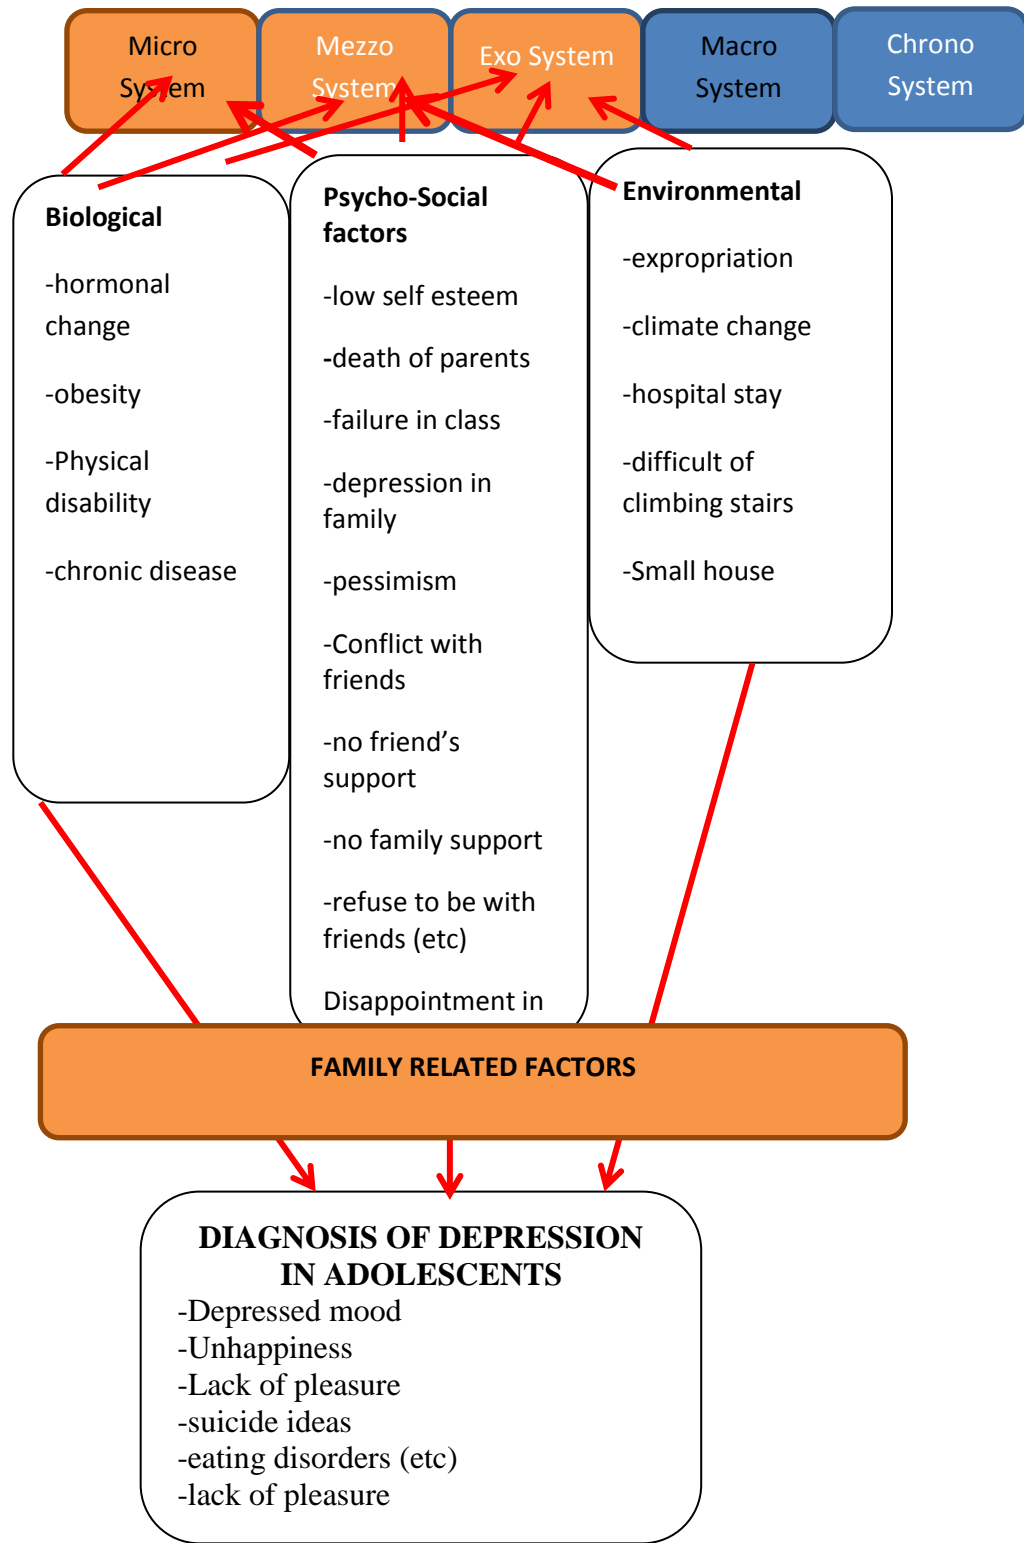 Micro
System
Mezzo
System
Exo System
Macro
System
Chrono
System
Biological
-hormonal
change
-obesity
-Physical
disability
-chronic disease
Psycho-Social
factors
-low self esteem
-death of parents
-failure in class
-depression in
family
-pessimism
-Conflict with
friends
-no friend’s
support
-no family support
-refuse to be with
friends (etc)
Disappointment in
Environmental
-expropriation
-climate change
-hospital stay
-difficult of
climbing stairs
-Small house
FAMILY RELATED FACTORS
DIAGNOSIS OF DEPRESSION
IN ADOLESCENTS
-Depressed mood
-Unhappiness
-Lack of pleasure
-suicide ideas
-eating disorders (etc)
-lack of pleasure